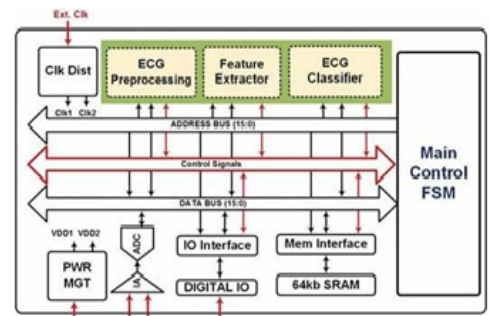 Ext. Clk
Clk Dist
Clk1 Clk2
ECG
Preprocessing
Feature
Extractor
ECG
Classifier
ADDRESS BUS (15:0)
Control Signals
DATA BUS (15:0)
Main
Control
FSM
VDD1 VDD2
PWR
MGT
ADC
IA
IO Interface
DIGITAL IO
Mem Interface
64kb SRAM